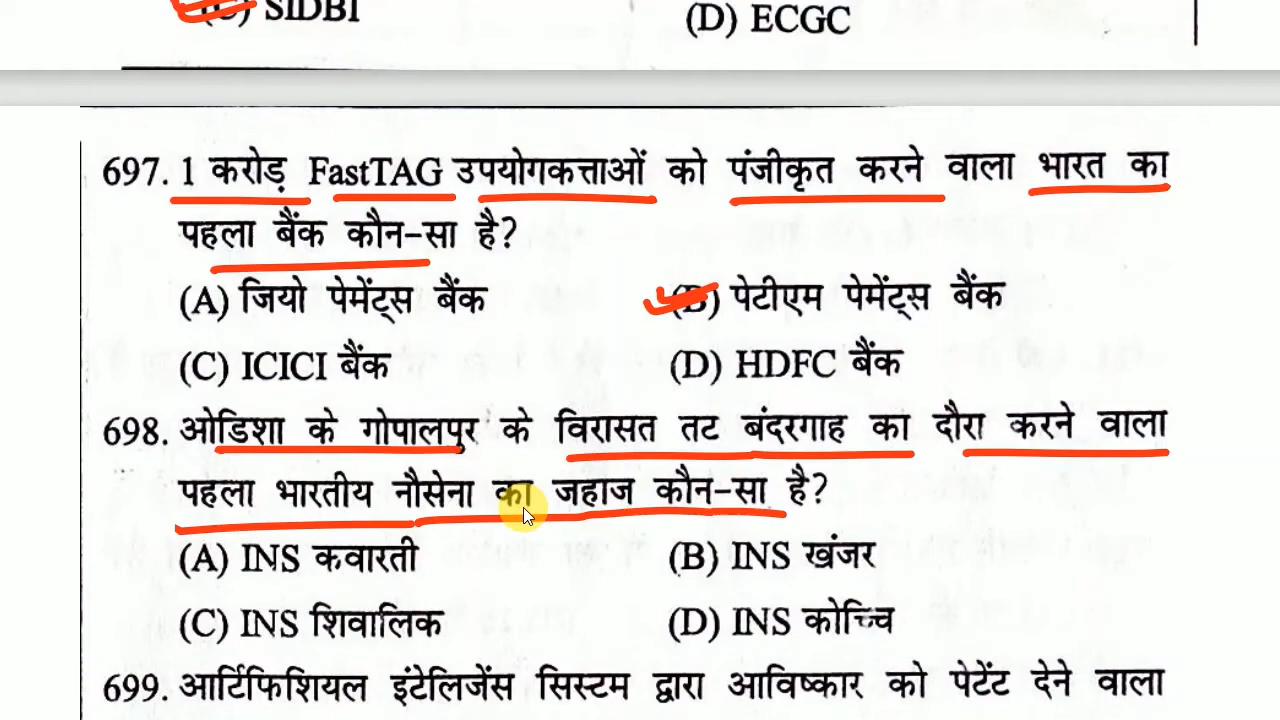 (C) SIDBI (D) ECGC
697. 1 करोड़ FastTAG उपयोगकत्ताओं को पंजीकृत करने वाला भारत का
पहला बैंक कौन-सा है?
(A) जियो पेमेंट्स बैंक (B) पेटीएम पेमेंट्स बैंक
(C) ICICI बैंक (D) HDFC बैंक
698. ओडिशा के गोपालपुर के विरासत तट बंदरगाह का दौरा करने वाला
पहला भारतीय नौसेना का जहाज कौन-सा है?
(A) INS कवारती (B) INS खंजर
(C) INS शिवालिक (D) INS कोच्चि
699. आर्टिफिशियल इंटेलिजेंस सिस्टम द्वारा आविष्कार को पेटेंट देने वाला